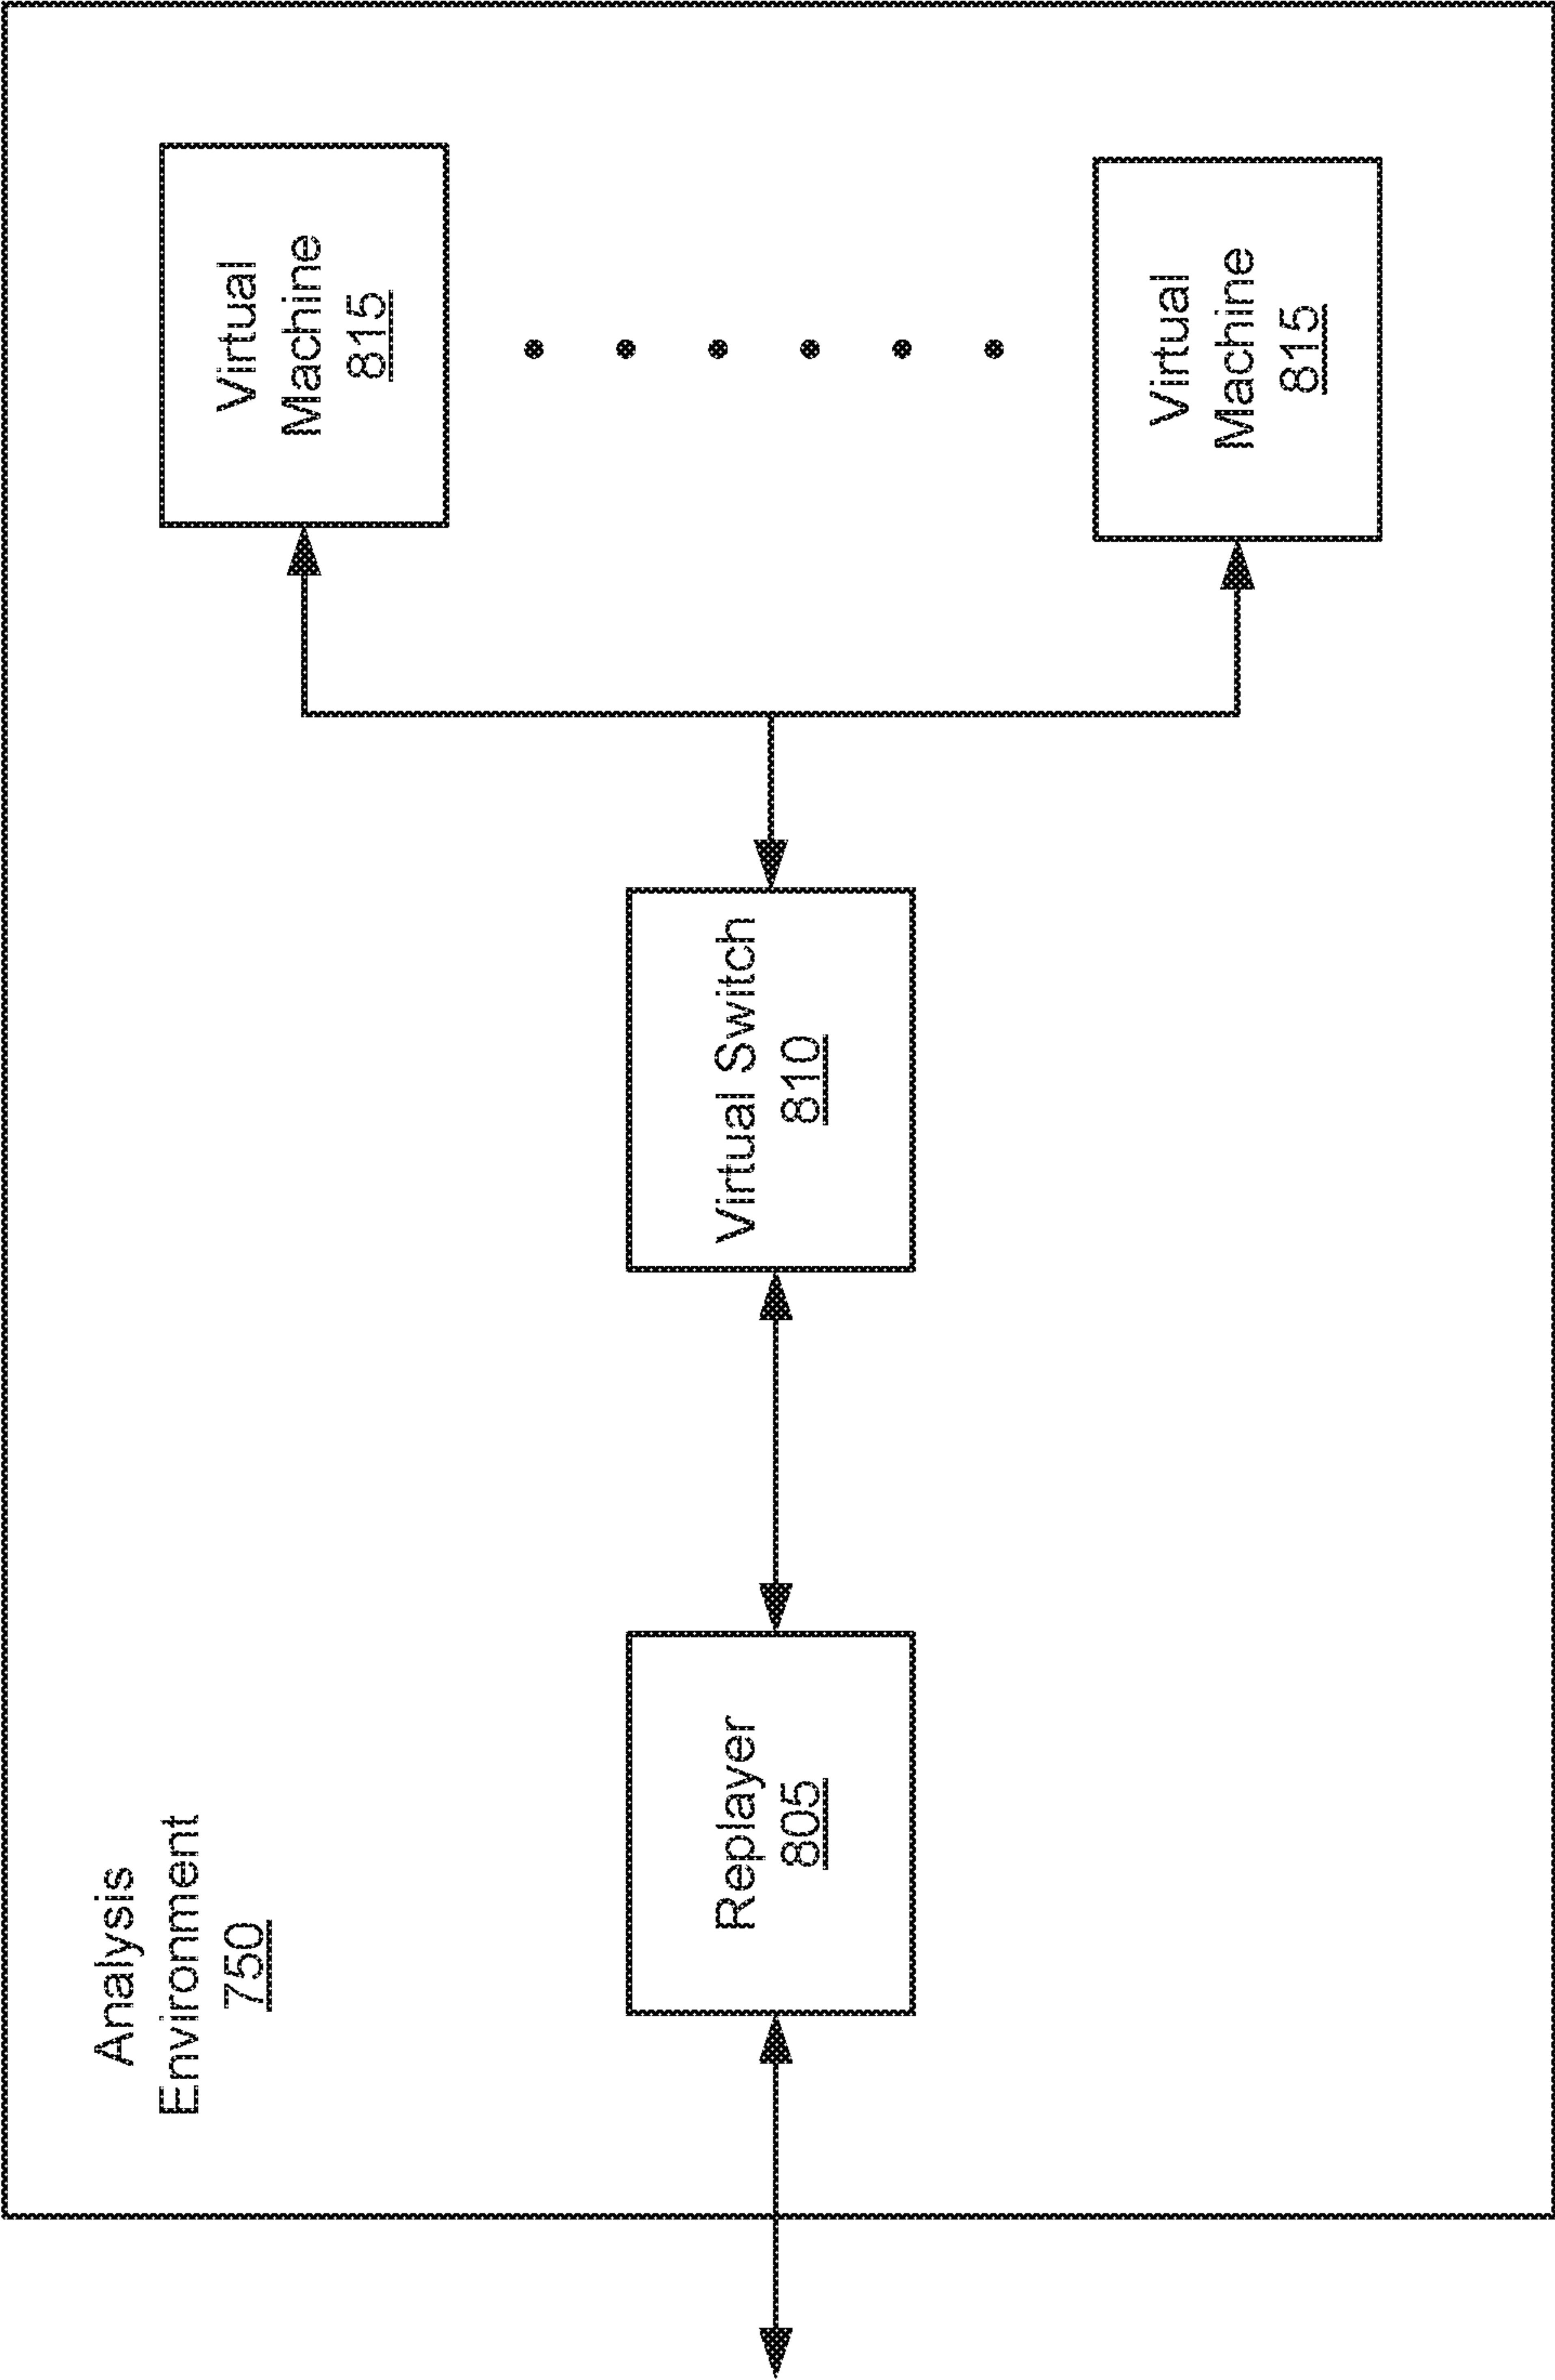 Analysis
Environment
750
Replayer
805
Virtual Switch
810
Virtual
Machine
815
Virtual
Machine
815